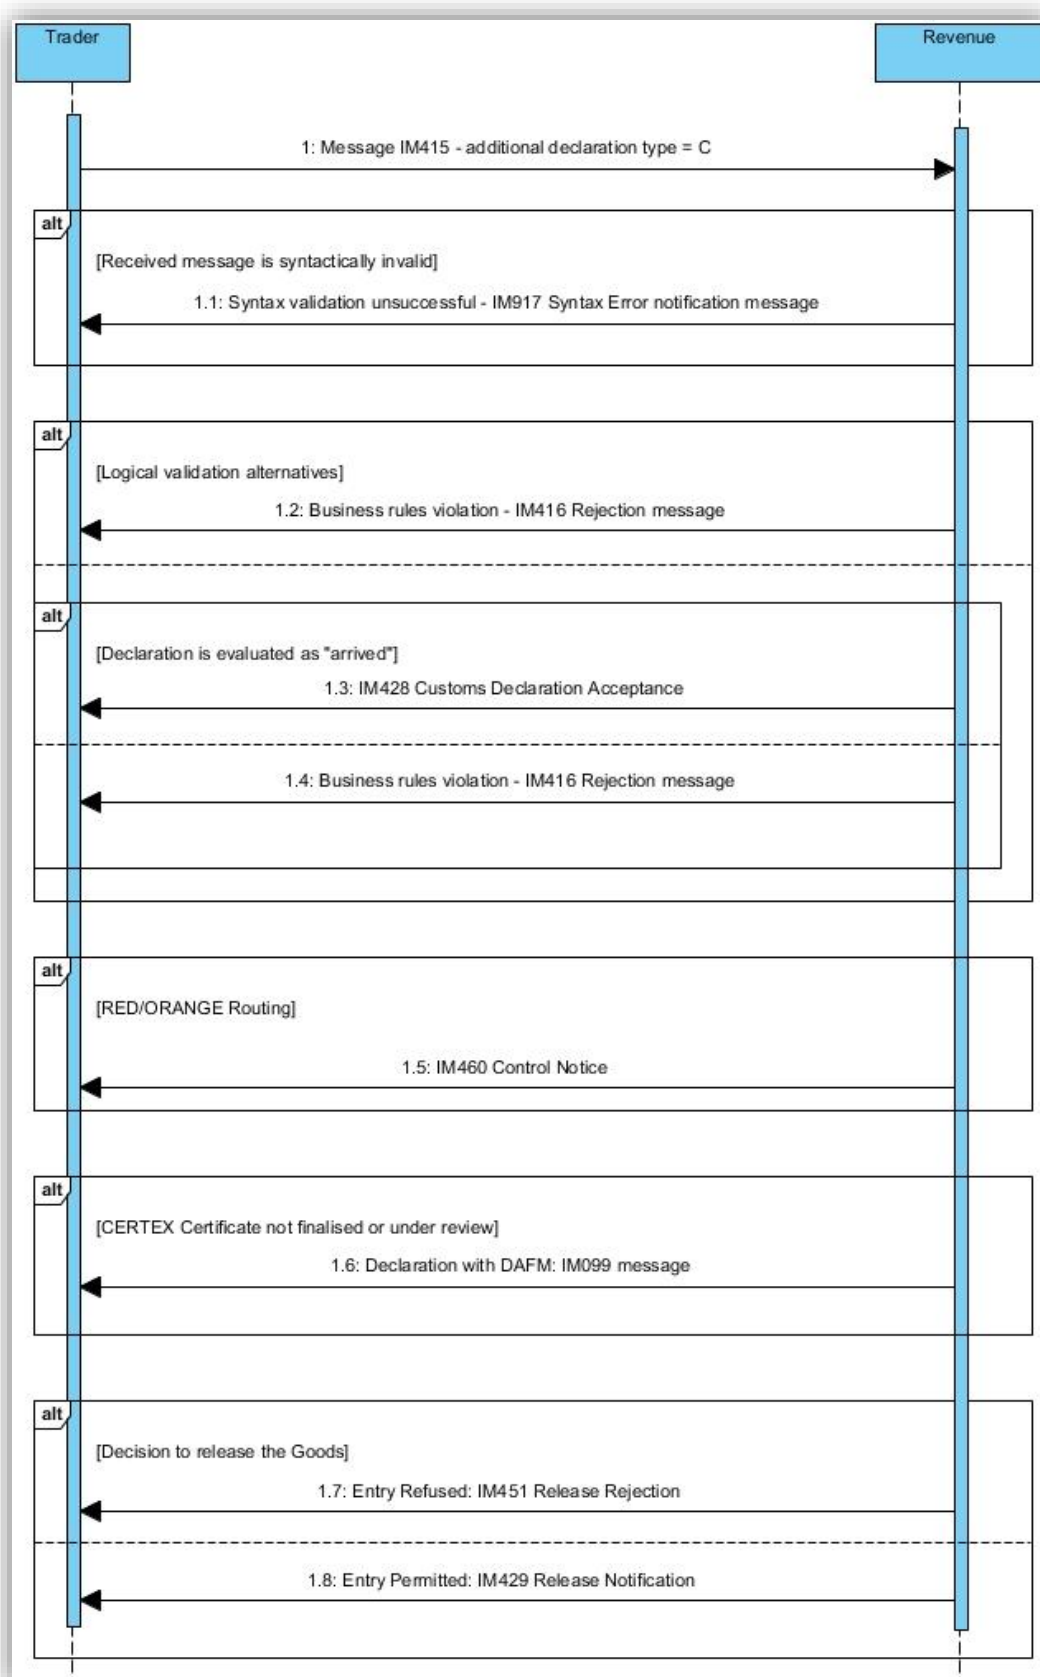 Trader
Revenue
1: Message IM415 - additional declaration type = C
alt
[Received message is syntactically invalid]
1.1: Syntax validation unsuccessful - IM917 Syntax Error notification message
alt
[Logical validation alternatives]
1.2: Business rules violation - IM416 Rejection message
alt
[Declaration is evaluated as "arrived"]
1.3: IM428 Customs Declaration Acceptance
1.4: Business rules violation - IM416 Rejection message
alt
[RED/ORANGE Routing]
1.5: IM460 Control Notice
alt
[CERTEX Certificate not finalised or under review]
1.6: Declaration with DAFM: IM099 message
alt
[Decision to release the Goods]
1.7: Entry Refused: IM451 Release Rejection
1.8: Entry Permitted: IM429 Release Notification